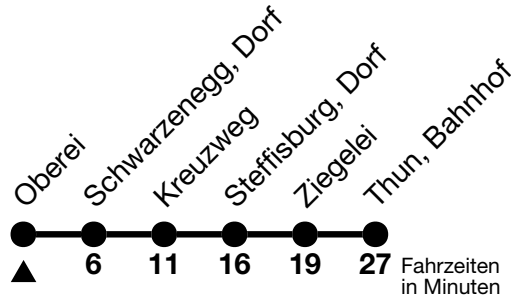 Oberei
Schwarzenegg, Dorf
Kreuzweg
Steffisburg, Dorf
Ziegelei
Thun, Bahnhof
6 11 16 19 27 Fahrzeiten
in Minuten